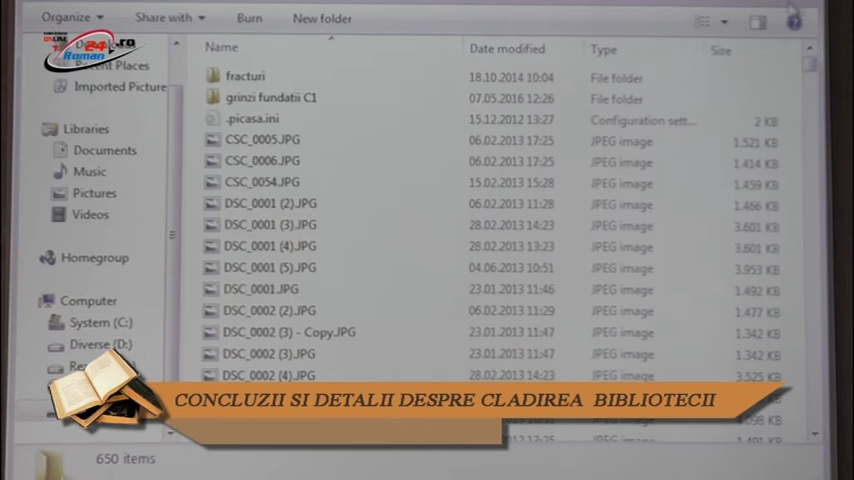 Organize Share with Burn New folder
Name Date modified Type Size
ONLINE
Roman 24.ro
Recent Places
Imported Picture
Libraries
Documents
Music
Pictures
Videos
Homegroup
Computer
System (C:)
Diverse (D:)
fracturi 18.10.2014 10:04 File folder
grinzi fundatii C1 07.05.2016 12:26 File folder
.picasa.ini 15.12.2012 13:27 Configuration sett... 2 KB
CSC_0005.JPG 06.02.2013 17:25 JPEG image 1.521 KB
CSC_0006.JPG 06.02.2013 17:25 JPEG image 1.414 KB
CSC_0054.JPG 15.02.2013 15:28 JPEG image 1.459 KB
DSC_0001 (2).JPG 06.02.2013 11:28 JPEG image 1.466 KB
DSC_0001 (3).JPG 28.02.2013 14:23 JPEG image 3.601 KB
DSC_0001 (4).JPG 28.02.2013 13:23 JPEG image 3.601 KB
DSC_0001 (5).JPG 04.06.2013 10:51 JPEG image 3.953 KB
DSC_0001.JPG 23.01.2013 11:46 JPEG image 1.492 KB
DSC_0002 (2).JPG 06.02.2013 11:29 JPEG image 1.477 KB
DSC_0002 (3) - Copy.JPG 23.01.2013 11:47 JPEG image 1.342 KB
DSC_0002 (3).JPG 23.01.2013 11:47 JPEG image 1.342 KB
DSC_0002 (4).JPG 28.02.2013 14:23 JPEG image 3.525 KB
CONCLUZII SI DETALII DESPRE CLADIREA BIBLIOTECII
650 items